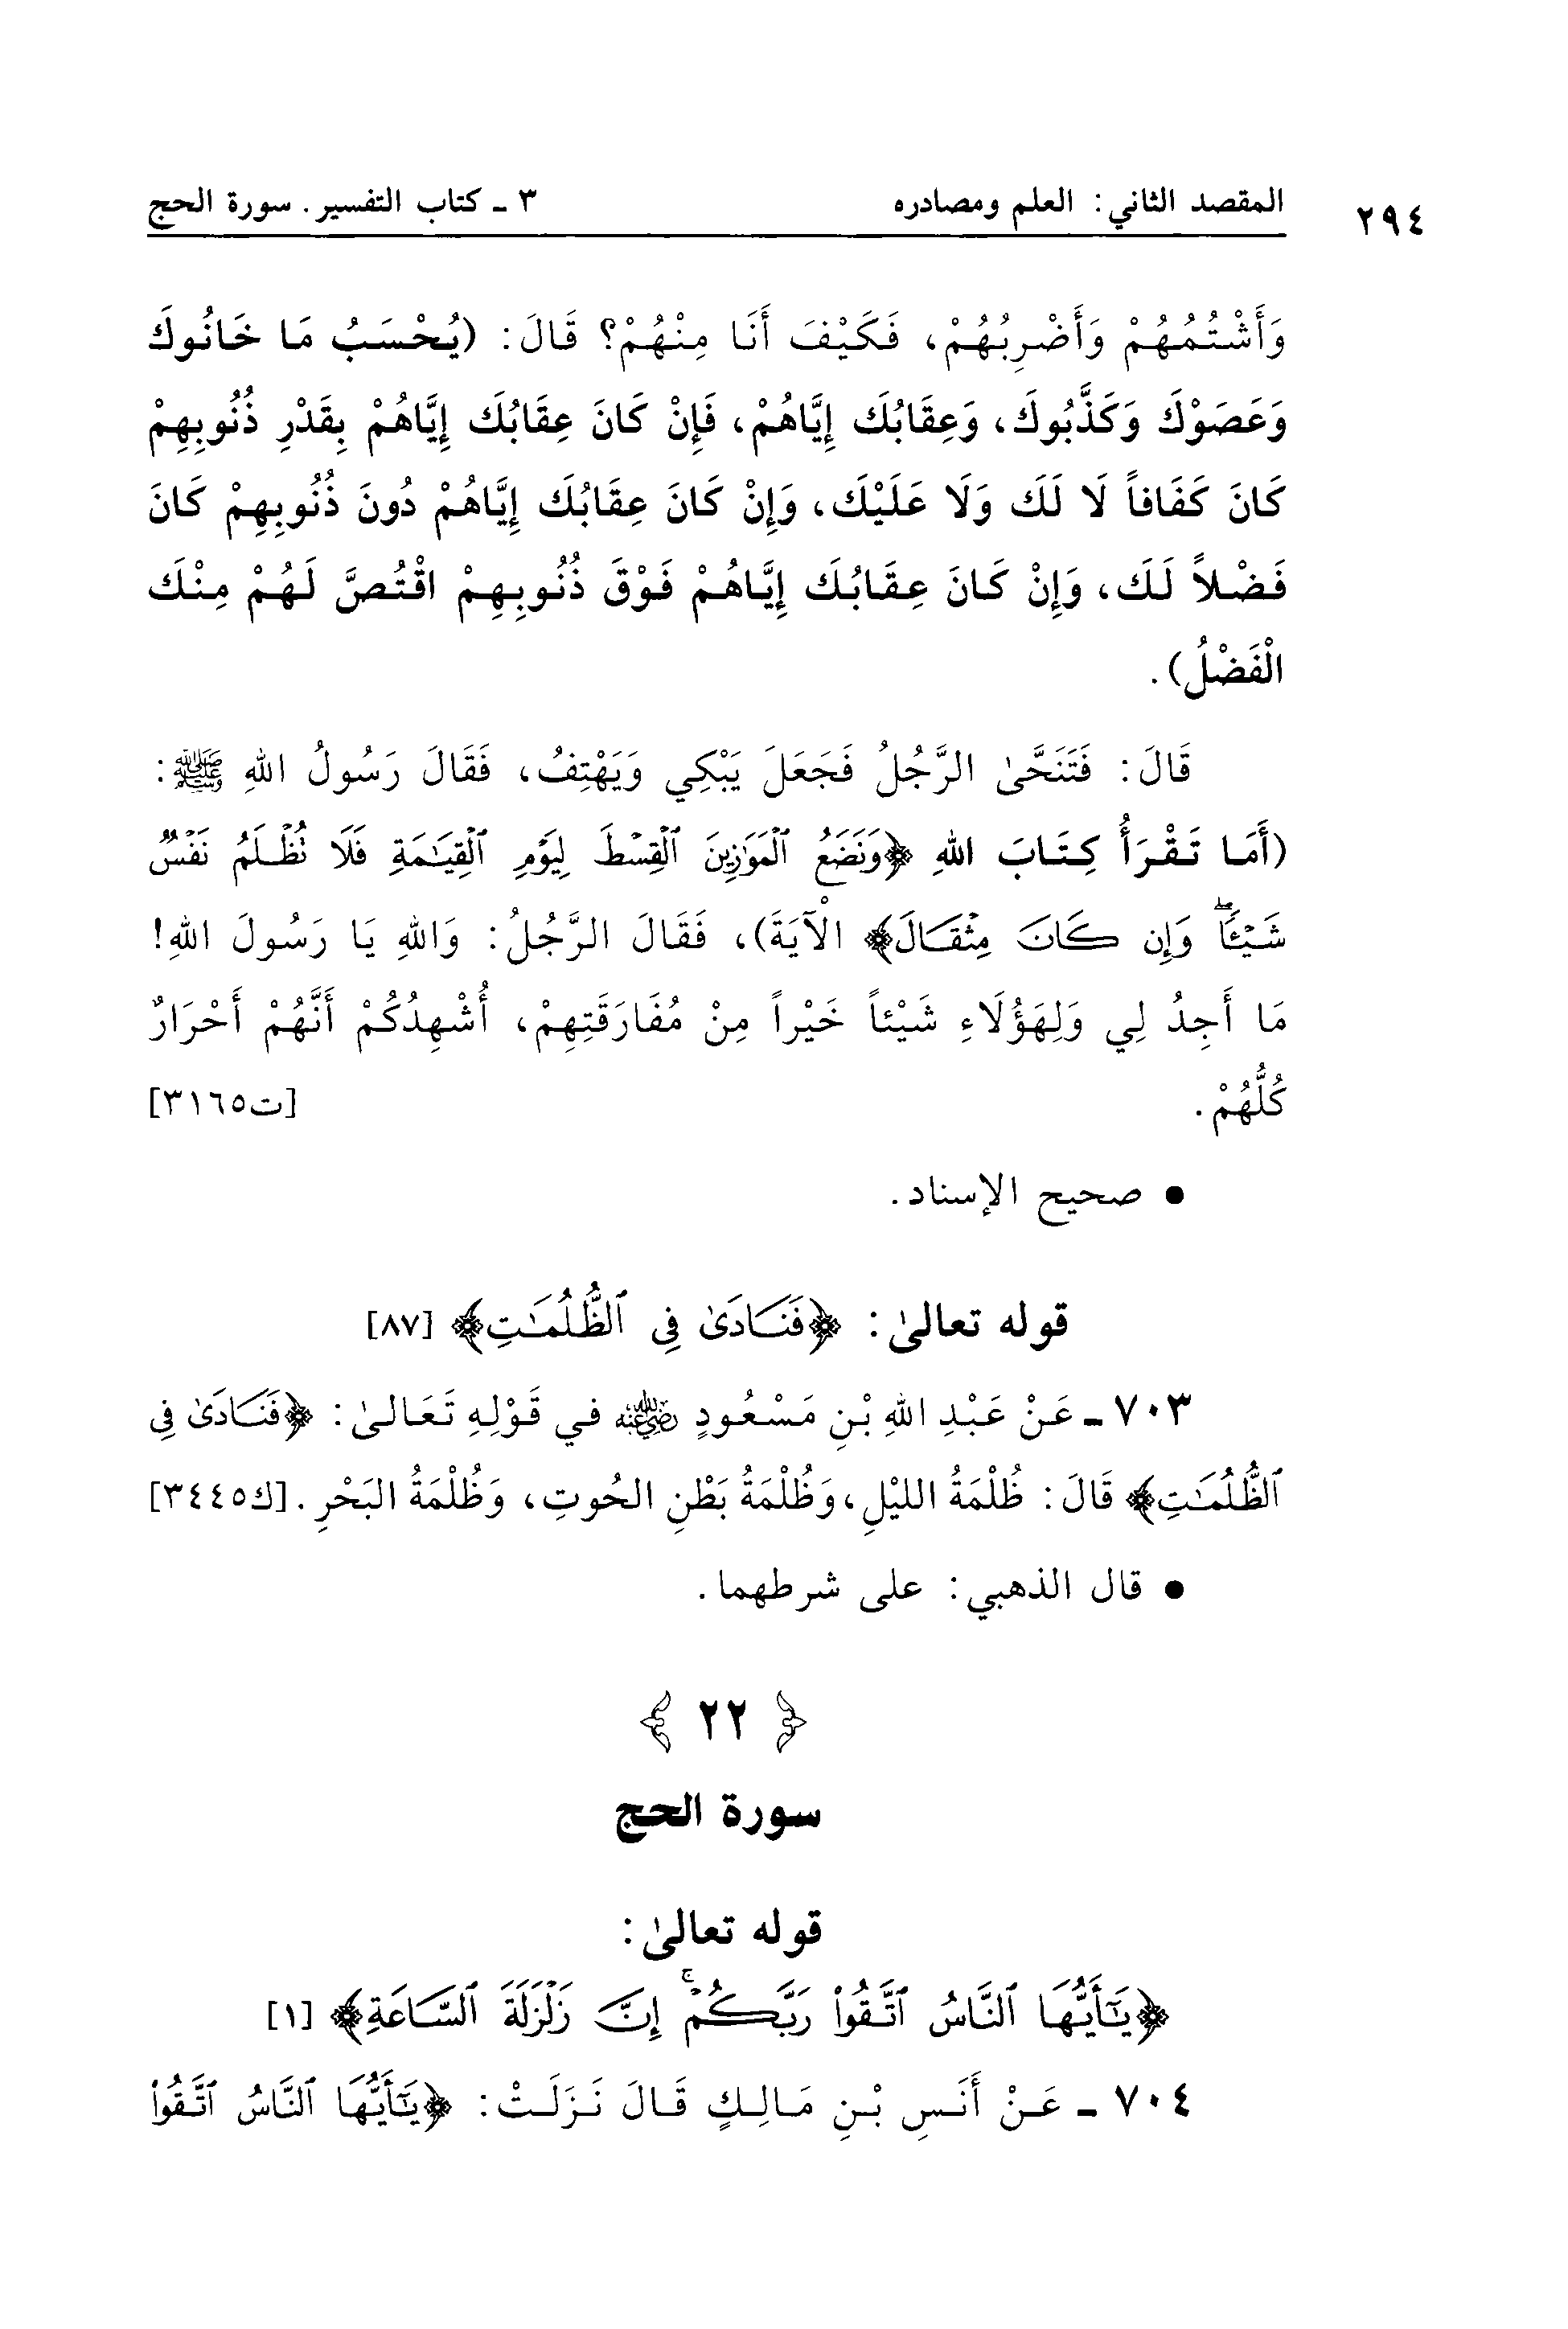 ٢٩٤ المقصد الثاني: العلم ومصادره ٣ ـ كتاب التفسير. سورة الحج
وَأَشْتُمُهُمْ وَأَضْرِبُهُمْ، فَكَيْفَ أَنَا مِنْهُمْ؟ قَالَ: (يُحْسَبُ مَا خَانُوكَ
وَعَصَوْكَ وَكَذَّبُوكَ، وَعِقَابُكَ إِيَّاهُمْ، فَإِنْ كَانَ عِقَابُكَ إِيَّاهُمْ بِقَدْرِ ذُنُوبِهِمْ
كَانَ كَفَافاً لَا لَكَ وَلَا عَلَيْكَ، وَإِنْ كَانَ عِقَابُكَ إِيَّاهُمْ دُونَ ذُنُوبِهِمْ كَانَ
فَضْلاً لَكَ، وَإِنْ كَانَ عِقَابُكَ إِيَّاهُمْ فَوْقَ ذُنُوبِهِمْ اقْتُصَّ لَهُمْ مِنْكَ
الْفَضْلُ).
قَالَ: فَتَنَحَّىٰ الرَّجُلُ فَجَعَلَ يَبْكِي وَيَهْتِفُ، فَقَالَ رَسُولُ اللهِ ﷺ:
(أَمَا تَقْرَأُ كِتَابَ اللهِ ﴿وَنَضَعُ ٱلْمَوَٰزِينَ ٱلْقِسْطَ لِيَوْمِ ٱلْقِيَٰمَةِ فَلَا تُظْلَمُ نَفْسٌ
شَيْـًٔاۖ وَإِن كَانَ مِثْقَالَ﴾ الْآيَةَ)، فَقَالَ الرَّجُلُ: وَاللهِ يَا رَسُولَ اللهِ!
مَا أَجِدُ لِي وَلِهَؤُلَاءِ شَيْئاً خَيْراً مِنْ مُفَارَقَتِهِمْ، أُشْهِدُكُمْ أَنَّهُمْ أَحْرَارٌ
كُلُّهُمْ. [ت٣١٦٥]
• صحيح الإسناد.
قوله تعالىٰ: ﴿فَنَادَىٰ فِى ٱلظُّلُمَٰتِ﴾ [٨٧]
٧٠٣ ـ عَنْ عَبْدِ اللهِ بْنِ مَسْعُودٍ رضي الله عنه في قَوْلِهِ تَعَالىٰ: ﴿فَنَادَىٰ فِى
ٱلظُّلُمَٰتِ﴾ قَالَ: ظُلْمَةُ الليْلِ، وَظُلْمَةُ بَطْنِ الحُوتِ، وَظُلْمَةُ البَحْرِ. [ك٣٤٤٥]
• قال الذهبي: على شرطهما.
﴿ ٢٢ ﴾
سورة الحج
قوله تعالىٰ:
﴿يَٰٓأَيُّهَا ٱلنَّاسُ ٱتَّقُوا۟ رَبَّكُمْۚ إِنَّ زَلْزَلَةَ ٱلسَّاعَةِ﴾ [١]
٧٠٤ ـ عَنْ أَنَسِ بْنِ مَالِكٍ قَالَ نَزَلَتْ: ﴿يَٰٓأَيُّهَا ٱلنَّاسُ ٱتَّقُوا۟